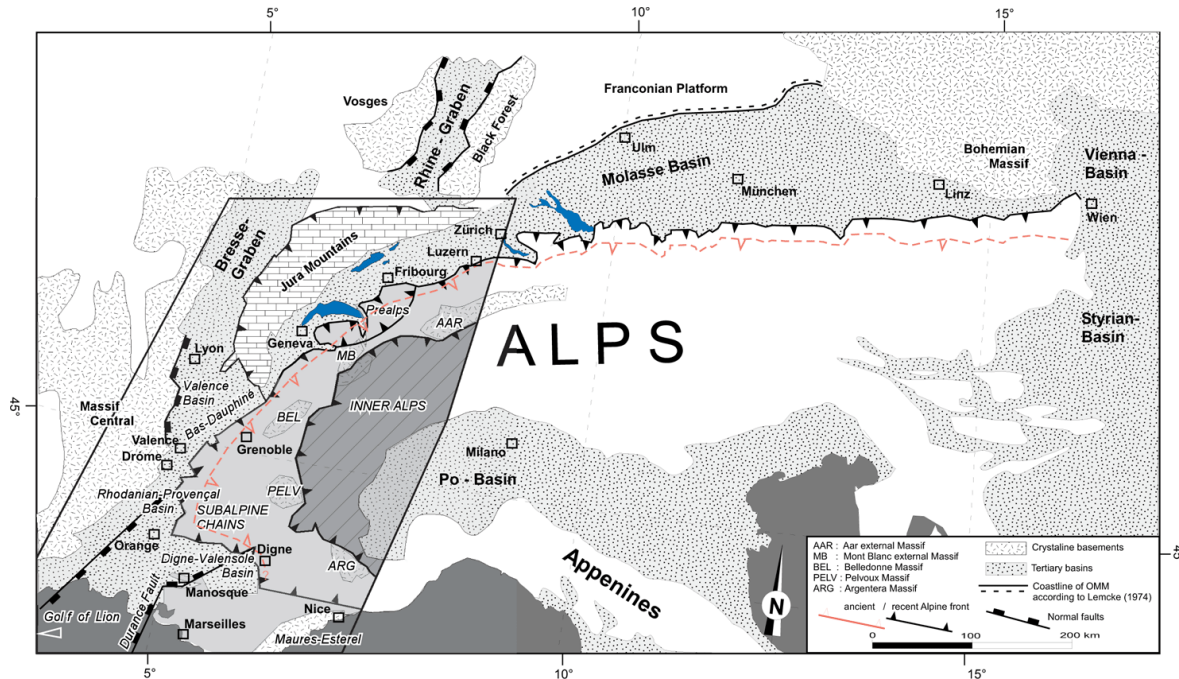 5°
10°
15°
Vosges
Rhine - Graben
Black Forest
Franconian Platform
Ulm
Molasse Basin
München
Bohemian
Massif
Linz
Vienna -
Basin
Wien
Bresse-
Graben
Jura Mountains
Zürich
Luzern
Fribourg
Prealps
AAR
Geneva
MB
ALPS
Styrian-
Basin
Lyon
Valence
Basin
Bas-Dauphiné
45°
Massif
Central
BEL
INNER ALPS
Valence
Dróme
Grenoble
Milano
Po - Basin
PELV
Rhodanian-Provençal
Basin
SUBALPINE
CHAINS
Orange
Digne
Digne-Valensole
Basin
ARG
Manosque
Golf of Lion
Durance Fault
Marseilles
Nice
Maures-Esterel
Appenines
N
AAR : Aar external Massif
MB : Mont Blanc external Massif
BEL : Belledonne Massif
PELV : Pelvoux Massif
ARG : Argentera Massif
ancient / recent Alpine front
Crystaline basements
Tertiary basins
Coastline of OMM
according to Lemcke (1974)
Normal faults
0 100 200 km
45°
5°
10°
15°